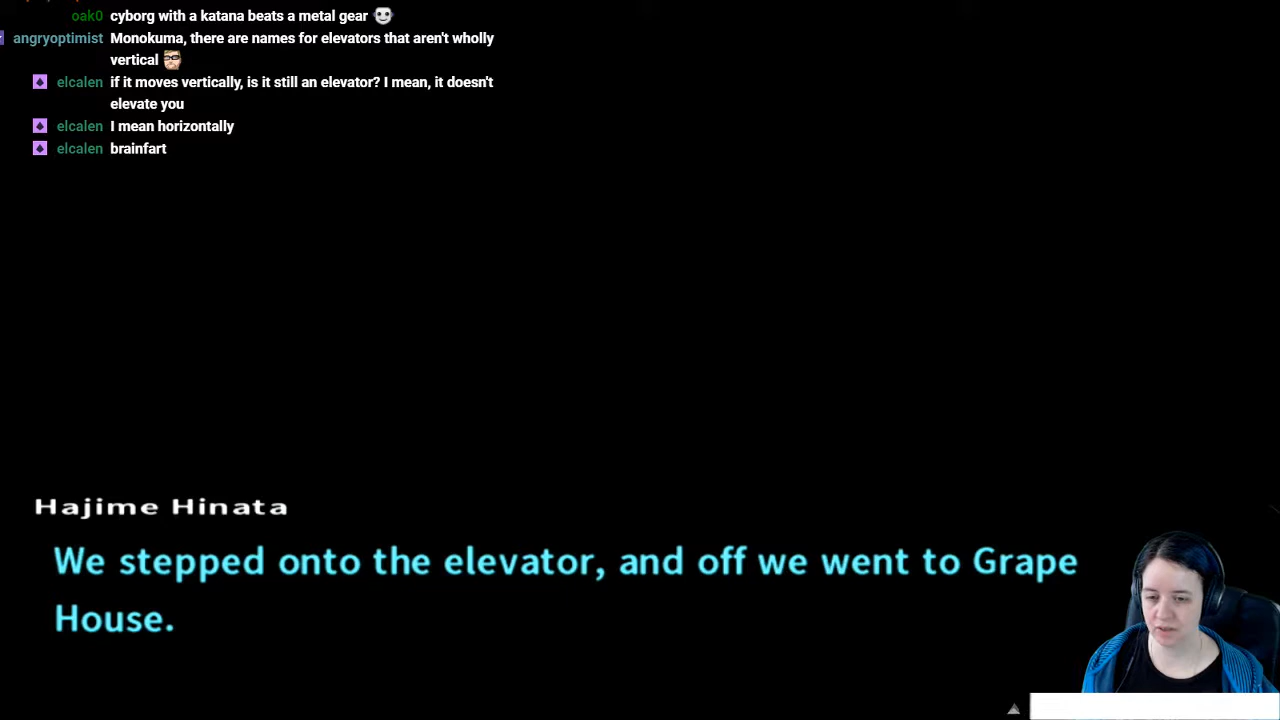 oak0 cyborg with a katana beats a metal gear
angryoptimist Monokuma, there are names for elevators that aren't wholly
vertical
elcalen if it moves vertically, is it still an elevator? I mean, it doesn't
elevate you
elcalen I mean horizontally
elcalen brainfart
Hajime Hinata
We stepped onto the elevator, and off we went to Grape
House.